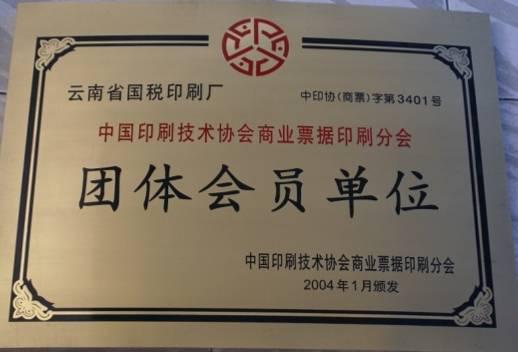 云南省国税印刷厂
中印协(商票)字第3401号
中国印刷技术协会商业票据印刷分会
团体会员单位
中国印刷技术协会商业票据印刷分会
2004年1月颁发